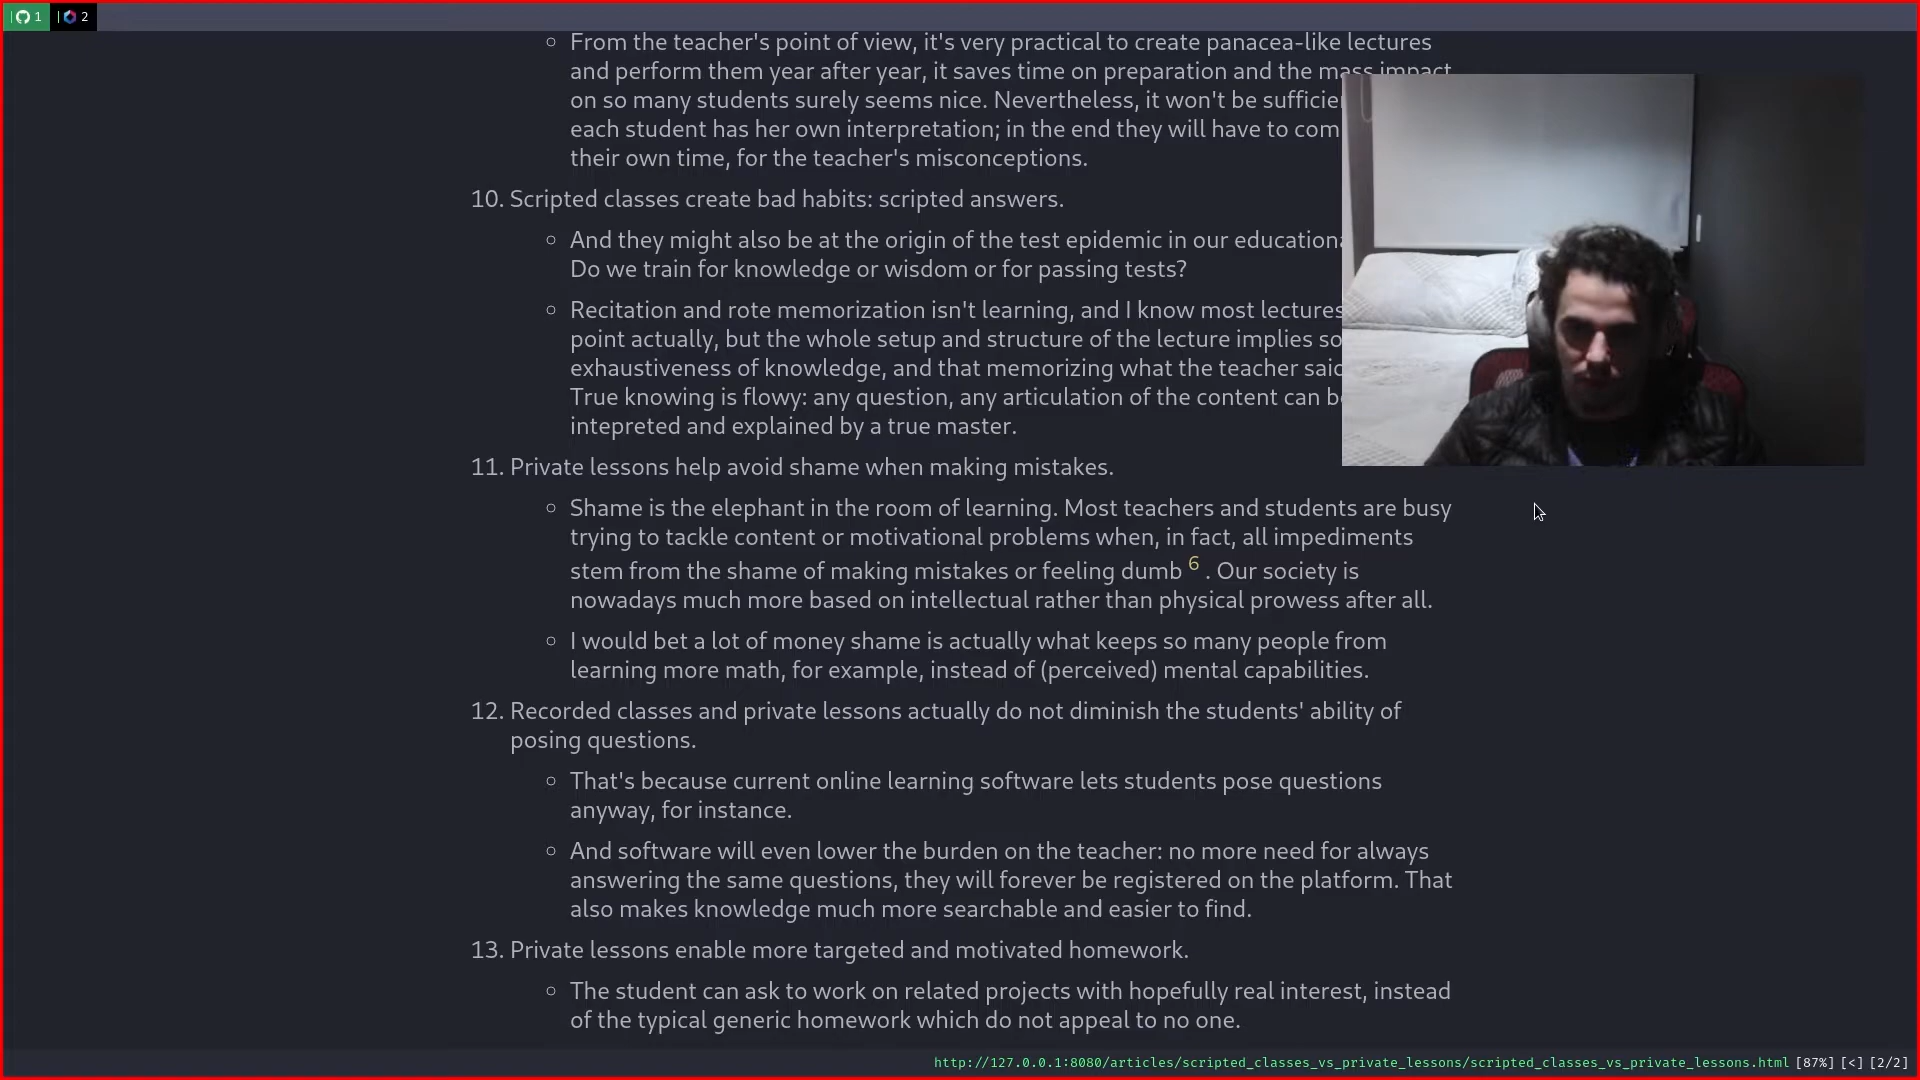 1 2
From the teacher's point of view, it's very practical to create panacea-like lectures
and perform them year after year, it saves time on preparation and the mass impact
on so many students surely seems nice. Nevertheless, it won't be
each student has her own interpretation; in the end they will have to
their own time, for the teacher's misconceptions.
10. Scripted classes create bad habits: scripted answers.
And they might also be at the origin of the test epidemic in our
Do we train for knowledge or wisdom or for passing tests?
Recitation and rote memorization isn't learning, and I know most lectures
point actually, but the whole setup and structure of the lecture implies
exhaustiveness of knowledge, and that memorizing what the teacher
True knowing is flowy: any question, any articulation of the content can
intepreted and explained by a true master.
11. Private lessons help avoid shame when making mistakes.
Shame is the elephant in the room of learning. Most teachers and students are busy
trying to tackle content or motivational problems when, in fact, all impediments
stem from the shame of making mistakes or feeling dumb 6 . Our society is
nowadays much more based on intellectual rather than physical prowess after all.
I would bet a lot of money shame is actually what keeps so many people from
learning more math, for example, instead of (perceived) mental capabilities.
12. Recorded classes and private lessons actually do not diminish the students' ability of
posing questions.
That's because current online learning software lets students pose questions
anyway, for instance.
And software will even lower the burden on the teacher: no more need for always
answering the same questions, they will forever be registered on the platform. That
also makes knowledge much more searchable and easier to find.
13. Private lessons enable more targeted and motivated homework.
The student can ask to work on related projects with hopefully real interest, instead
of the typical generic homework which do not appeal to no one.
http://127.0.0.1:8080/articles/scripted_classes_vs_private_lessons/scripted_classes_vs_private_lessons.html [87%] [<] [2/2]